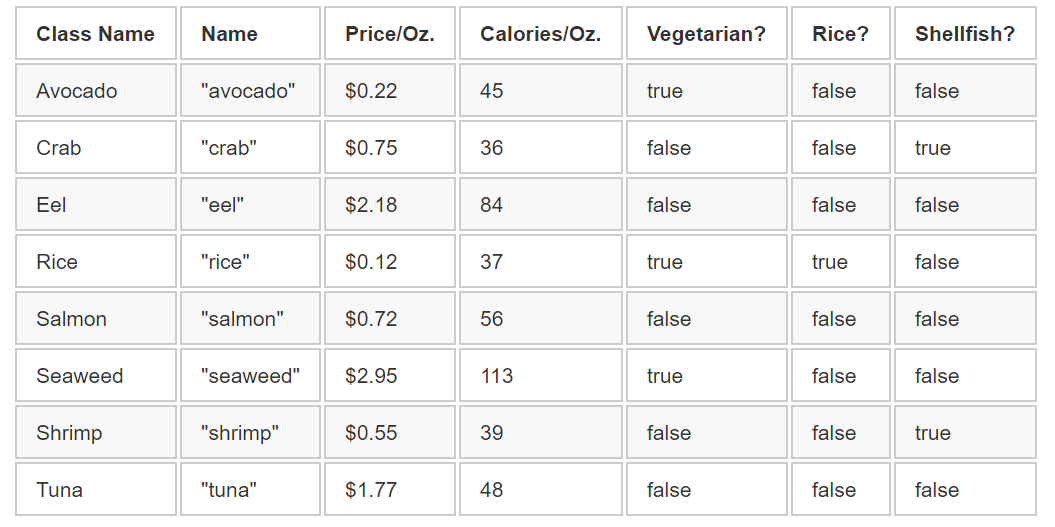 Class Name Name Price/Oz. Calories/Oz. Vegetarian? Rice? Shellfish?
Avocado "avocado" $0.22 45 true false false
Crab "crab" $0.75 36 false false true
Eel "eel" $2.18 84 false false false
Rice "rice" $0.12 37 true true false
Salmon "salmon" $0.72 56 false false false
Seaweed "seaweed" $2.95 113 true false false
Shrimp "shrimp" $0.55 39 false false true
Tuna "tuna" $1.77 48 false false false